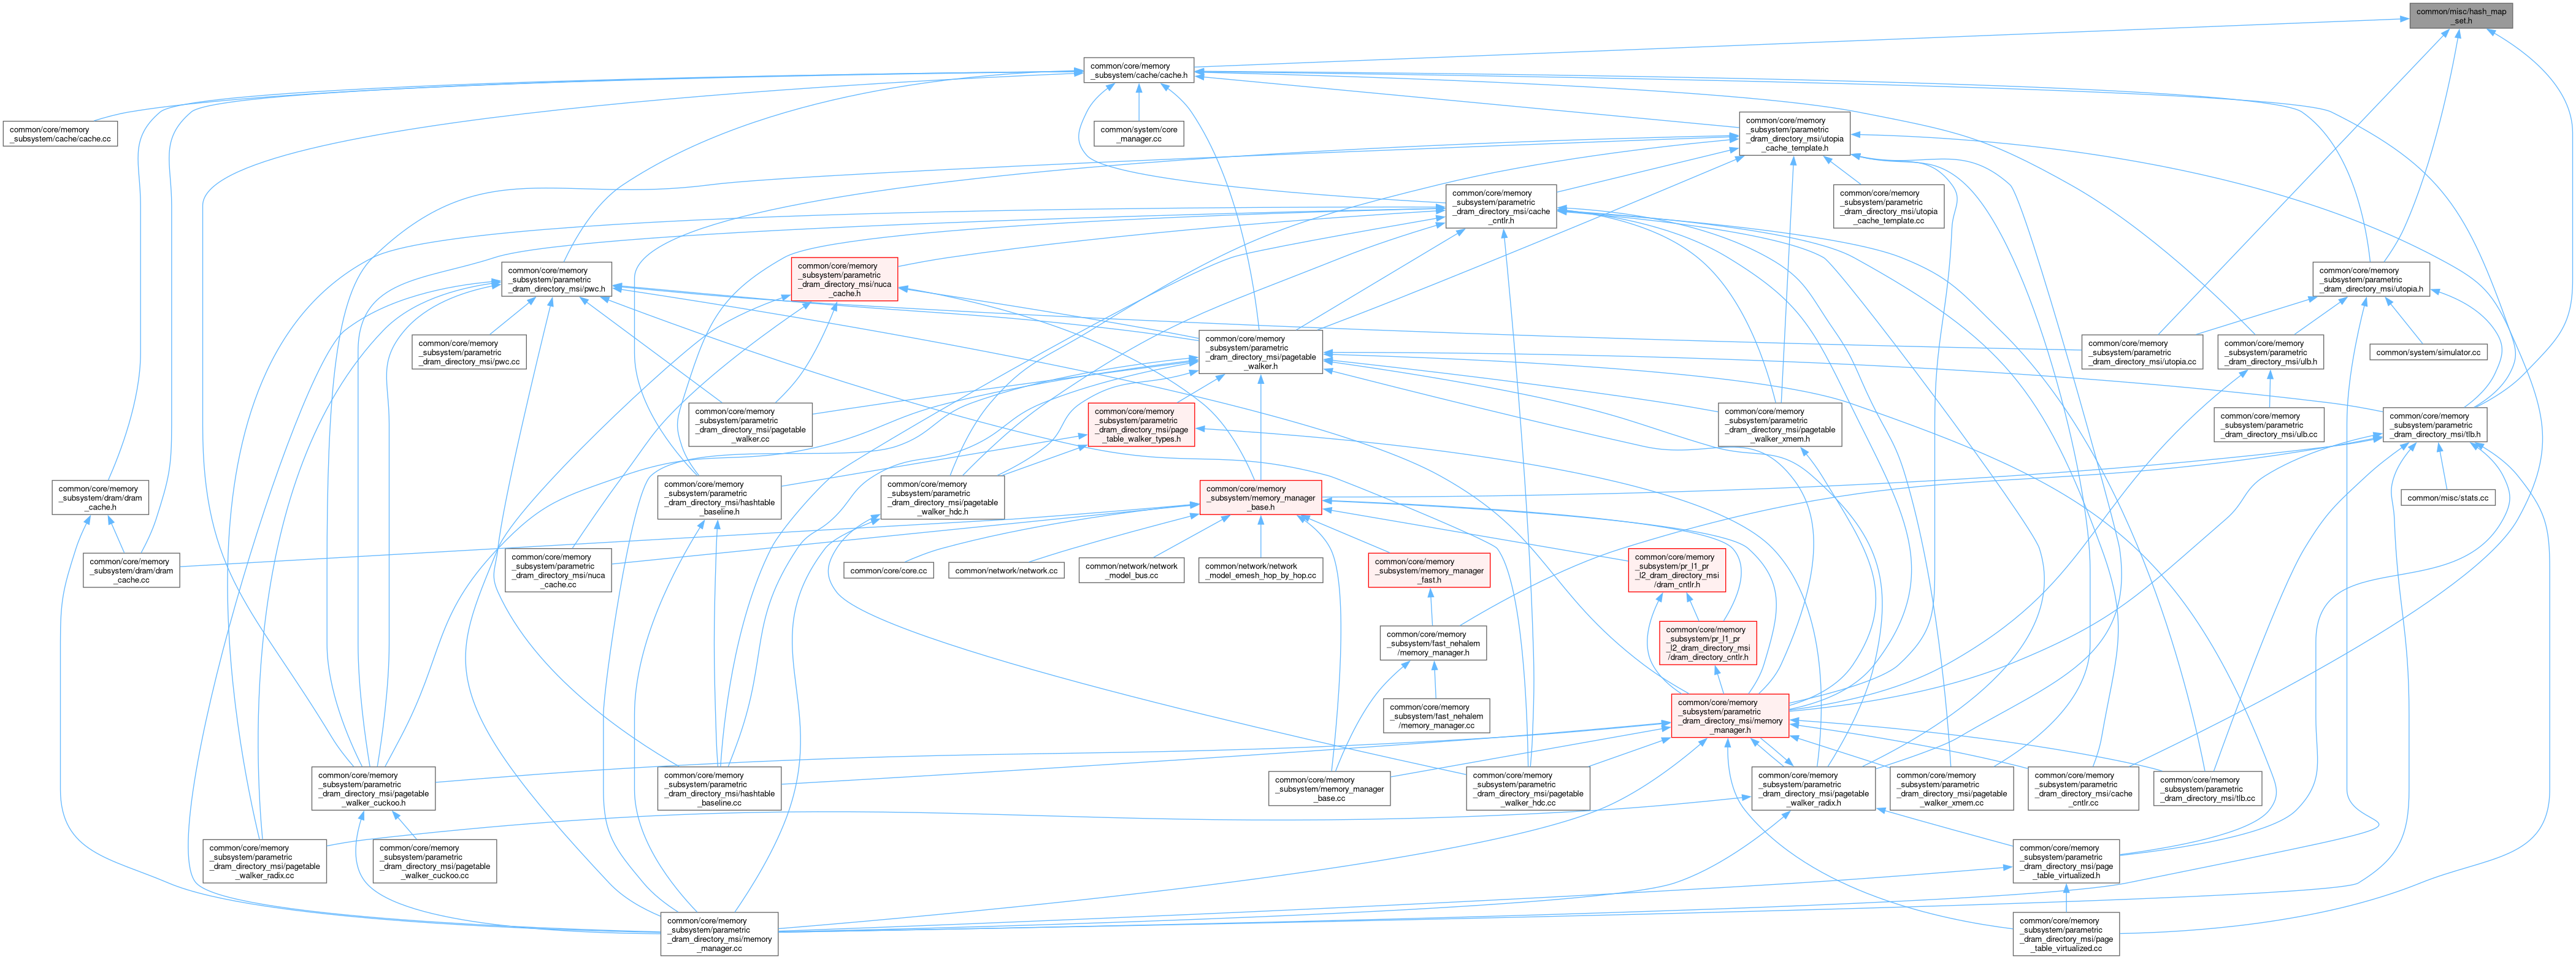 common/misc/hash_map
_set.h
common/core/memory
_subsystem/cache/cache.h
common/core/memory
_subsystem/cache/cache.cc
common/system/core
_manager.cc
common/core/memory
_subsystem/parametric
_dram_directory_msi/utopia
_cache_template.h
common/core/memory
_subsystem/parametric
_dram_directory_msi/cache
_cntlr.h
common/core/memory
_subsystem/parametric
_dram_directory_msi/utopia
_cache_template.cc
common/core/memory
_subsystem/parametric
_dram_directory_msi/pwc.h
common/core/memory
_subsystem/parametric
_dram_directory_msi/nuca
_cache.h
common/core/memory
_subsystem/parametric
_dram_directory_msi/utopia.h
common/core/memory
_subsystem/parametric
_dram_directory_msi/pwc.cc
common/core/memory
_subsystem/parametric
_dram_directory_msi/pagetable
_walker.h
common/core/memory
_subsystem/parametric
_dram_directory_msi/utopia.cc
common/core/memory
_subsystem/parametric
_dram_directory_msi/ulb.h
common/system/simulator.cc
common/core/memory
_subsystem/parametric
_dram_directory_msi/pagetable
_walker.cc
common/core/memory
_subsystem/parametric
_dram_directory_msi/page
_table_walker_types.h
common/core/memory
_subsystem/parametric
_dram_directory_msi/pagetable
_walker_xmem.h
common/core/memory
_subsystem/parametric
_dram_directory_msi/ulb.cc
common/core/memory
_subsystem/parametric
_dram_directory_msi/tlb.h
common/core/memory
_subsystem/dram/dram
_cache.h
common/core/memory
_subsystem/parametric
_dram_directory_msi/hashtable
_baseline.h
common/core/memory
_subsystem/parametric
_dram_directory_msi/pagetable
_walker_hdc.h
common/core/memory
_subsystem/memory_manager
_base.h
common/misc/stats.cc
common/core/memory
_subsystem/dram/dram
_cache.cc
common/core/memory
_subsystem/parametric
_dram_directory_msi/nuca
_cache.cc
common/core/core.cc
common/network/network.cc
common/network/network
_model_bus.cc
common/network/network
_model_emesh_hop_by_hop.cc
common/core/memory
_subsystem/memory_manager
_fast.h
common/core/memory
_subsystem/pr_l1_pr
_l2_dram_directory_msi
/dram_cntlr.h
common/core/memory
_subsystem/fast_nehalem
/memory_manager.h
common/core/memory
_subsystem/pr_l1_pr
_l2_dram_directory_msi
/dram_directory_cntlr.h
common/core/memory
_subsystem/fast_nehalem
/memory_manager.cc
common/core/memory
_subsystem/parametric
_dram_directory_msi/memory
_manager.h
common/core/memory
_subsystem/parametric
_dram_directory_msi/pagetable
_walker_cuckoo.h
common/core/memory
_subsystem/parametric
_dram_directory_msi/hashtable
_baseline.cc
common/core/memory
_subsystem/memory_manager
_base.cc
common/core/memory
_subsystem/parametric
_dram_directory_msi/pagetable
_walker_hdc.cc
common/core/memory
_subsystem/parametric
_dram_directory_msi/pagetable
_walker_radix.h
common/core/memory
_subsystem/parametric
_dram_directory_msi/pagetable
_walker_xmem.cc
common/core/memory
_subsystem/parametric
_dram_directory_msi/cache
_cntlr.cc
common/core/memory
_subsystem/parametric
_dram_directory_msi/tlb.cc
common/core/memory
_subsystem/parametric
_dram_directory_msi/pagetable
_walker_radix.cc
common/core/memory
_subsystem/parametric
_dram_directory_msi/pagetable
_walker_cuckoo.cc
common/core/memory
_subsystem/parametric
_dram_directory_msi/page
_table_virtualized.h
common/core/memory
_subsystem/parametric
_dram_directory_msi/memory
_manager.cc
common/core/memory
_subsystem/parametric
_dram_directory_msi/page
_table_virtualized.cc